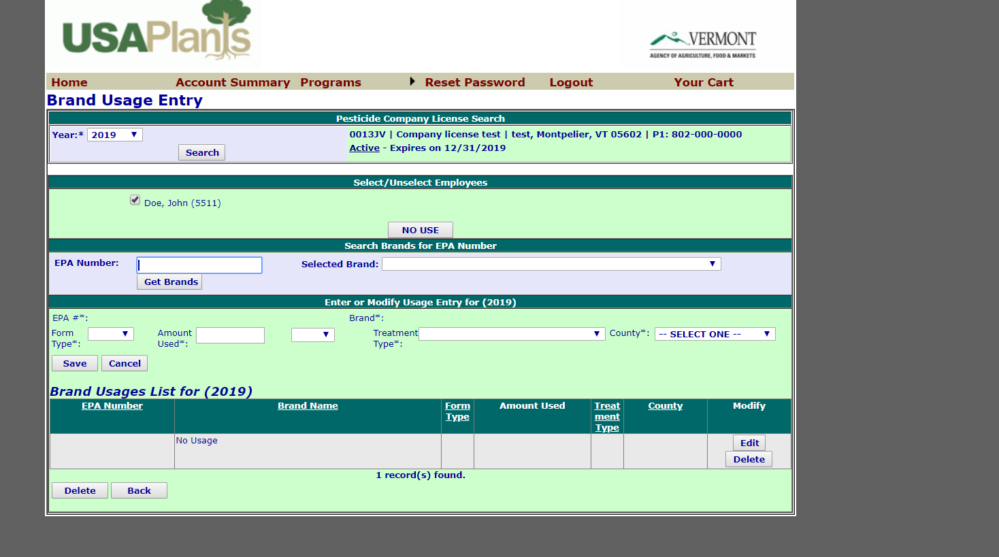 USAPlants
VERMONT
AGENCY OF AGRICULTURE, FOOD & MARKETS
Home Account Summary Programs Reset Password Logout Your Cart
Brand Usage Entry
Pesticide Company License Search
Year:* 2019
Search
0013JV | Company license test | test, Montpelier, VT 05602 | P1: 802-000-0000
Active - Expires on 12/31/2019
Select/Unselect Employees
Doe, John (5511)
NO USE
Search Brands for EPA Number
EPA Number: Selected Brand:
Get Brands
Enter or Modify Usage Entry for (2019)
EPA #*: Brand*:
Form Type*: Amount Used*: Treatment Type*: County*: -- SELECT ONE --
Save Cancel
Brand Usages List for (2019)
EPA Number Brand Name Form Type Amount Used Treat ment Type County Modify
No Usage Edit
Delete
1 record(s) found.
Delete Back